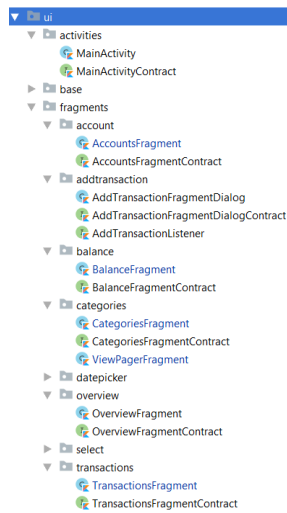 ui
activities
MainActivity
MainActivityContract
base
fragments
account
AccountsFragment
AccountsFragmentContract
addtransaction
AddTransactionFragmentDialog
AddTransactionFragmentDialogContract
AddTransactionListener
balance
BalanceFragment
BalanceFragmentContract
categories
CategoriesFragment
CategoriesFragmentContract
ViewPagerFragment
datepicker
overview
OverviewFragment
OverviewFragmentContract
select
transactions
TransactionsFragment
TransactionsFragmentContract